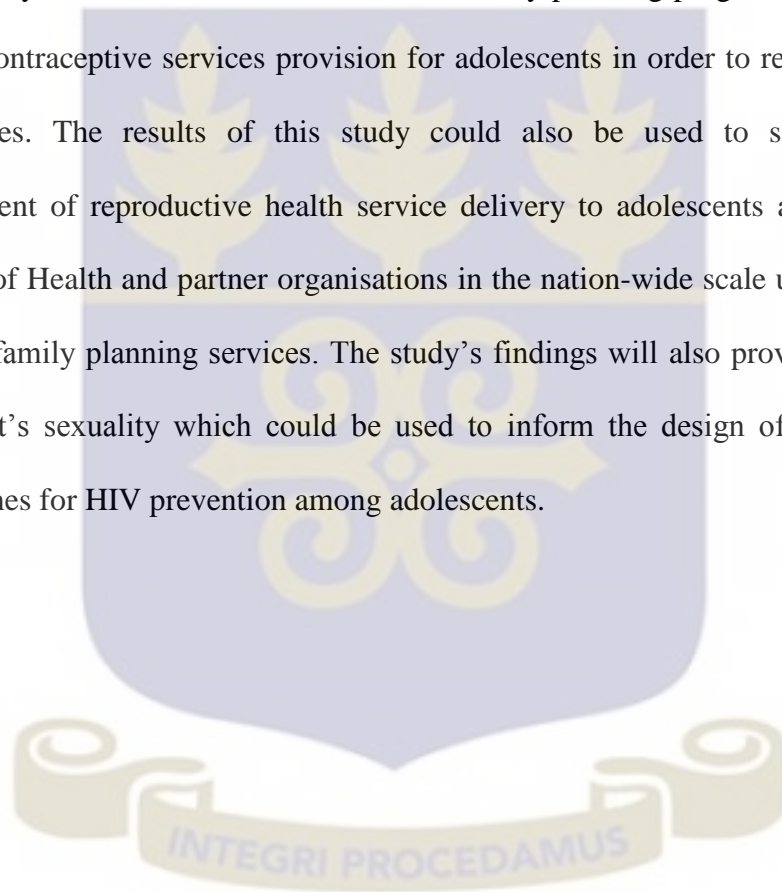 ontraceptive services provision for adolescents in order to re
es. The results of this study could also be used to s
ent of reproductive health service delivery to adolescents a
of Health and partner organisations in the nation-wide scale u
family planning services. The study's findings will also prov
t's sexuality which could be used to inform the design of
nes for HIV prevention among adolescents.
INTEGRI PROCEDAMUS